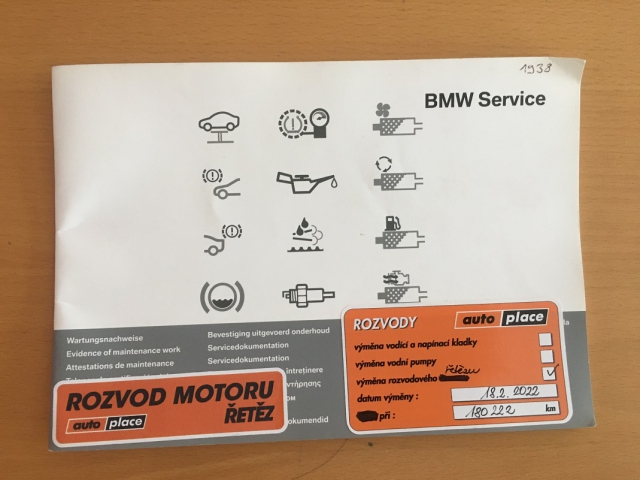 1938
BMW Service
Wartungsnachweise
Evidence of maintenance work
Attestations de maintenance
Bevestiging uitgevoerd onderhoud
Servicedokumentation
Servicedokumentation
ROZVOD MOTORU
ŘETĚZ
auto place
ROZVODY
auto place
výměna vodící a napínací kladky
výměna vodní pumpy
řetězu
výměna rozvodového
datum výměny : 18.2. 2022
při : 180 222 km